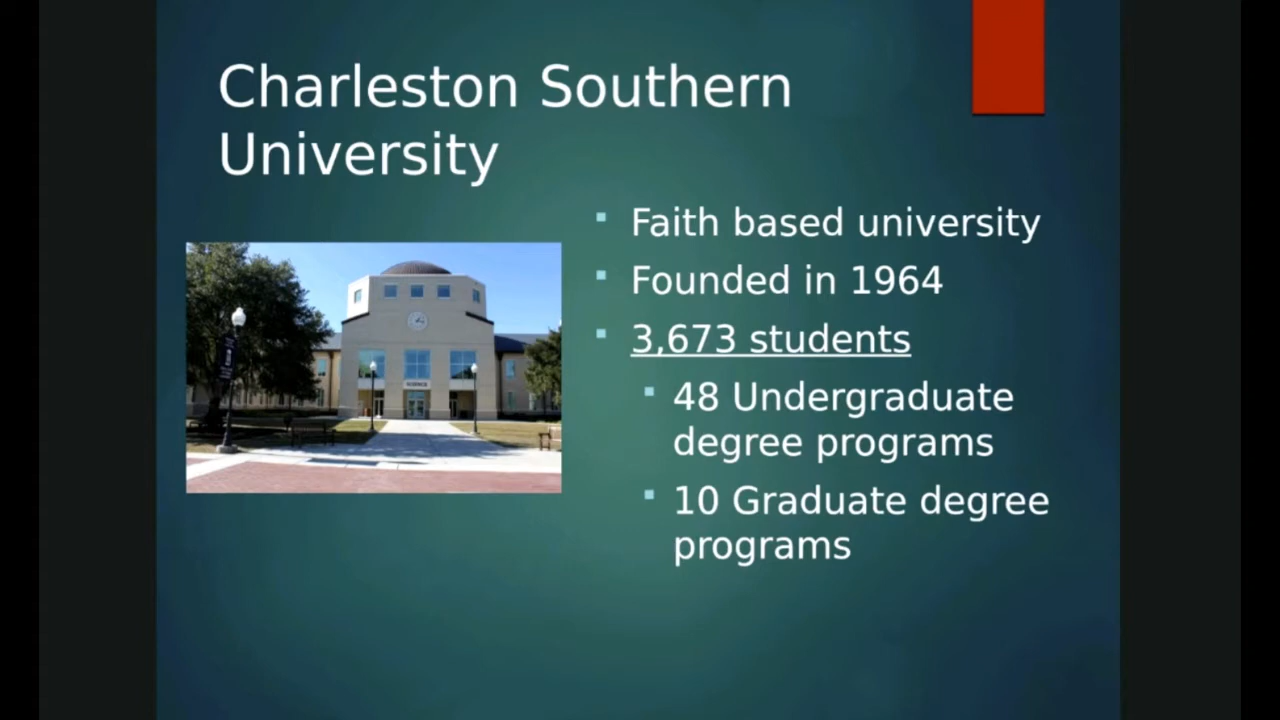 Charleston Southern
University
Faith based university
Founded in 1964
3,673 students
48 Undergraduate
degree programs
10 Graduate degree
programs
SCIENCE